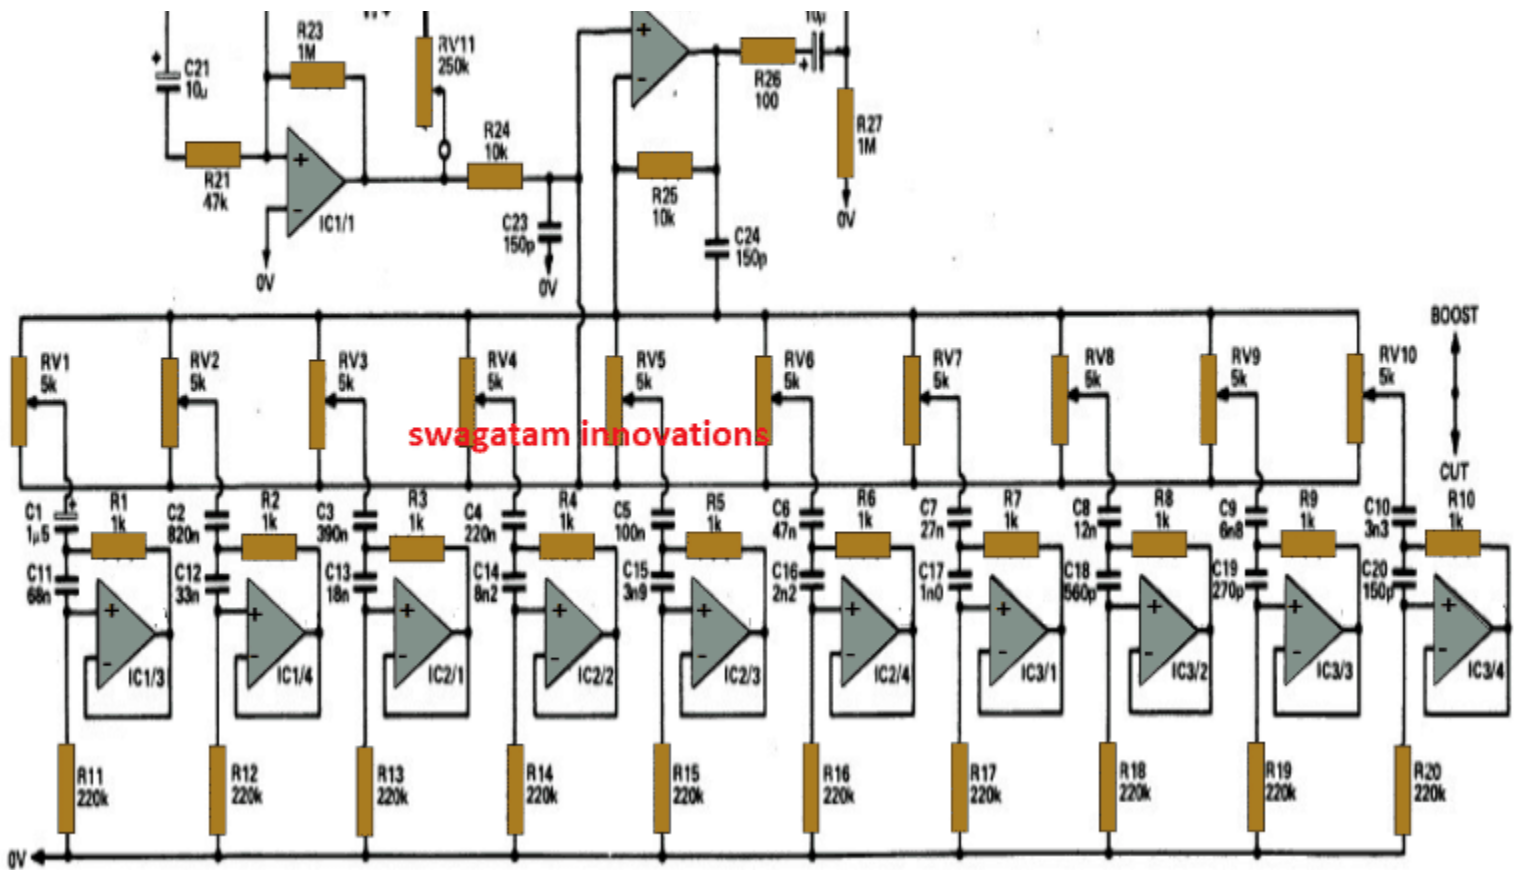 R23
1M
RV11
250k
C21
10µ
R21
47k
IC1/1
0V
R24
10k
C23
150p
0V
R26
100
10µ
R27
1M
0V
R25
10k
C24
150p
BOOST
CUT
RV1
5k
RV2
5k
RV3
5k
RV4
5k
RV5
5k
RV6
5k
RV7
5k
RV8
5k
RV9
5k
RV10
5k
swagatam innovations
C1
1µ5
R1
1k
C2
820n
R2
1k
C3
390n
R3
1k
C4
220n
R4
1k
C5
100n
R5
1k
C6
47n
R6
1k
C7
27n
R7
1k
C8
12n
R8
1k
C9
6n8
R9
1k
C10
3n3
R10
1k
C11
68n
C12
33n
C13
18n
C14
8n2
C15
3n9
C16
2n2
C17
1n0
C18
560p
C19
270p
C20
150p
IC1/3
IC1/4
IC2/1
IC2/2
IC2/3
IC2/4
IC3/1
IC3/2
IC3/3
IC3/4
R11
220k
R12
220k
R13
220k
R14
220k
R15
220k
R16
220k
R17
220k
R18
220k
R19
220k
R20
220k
0V